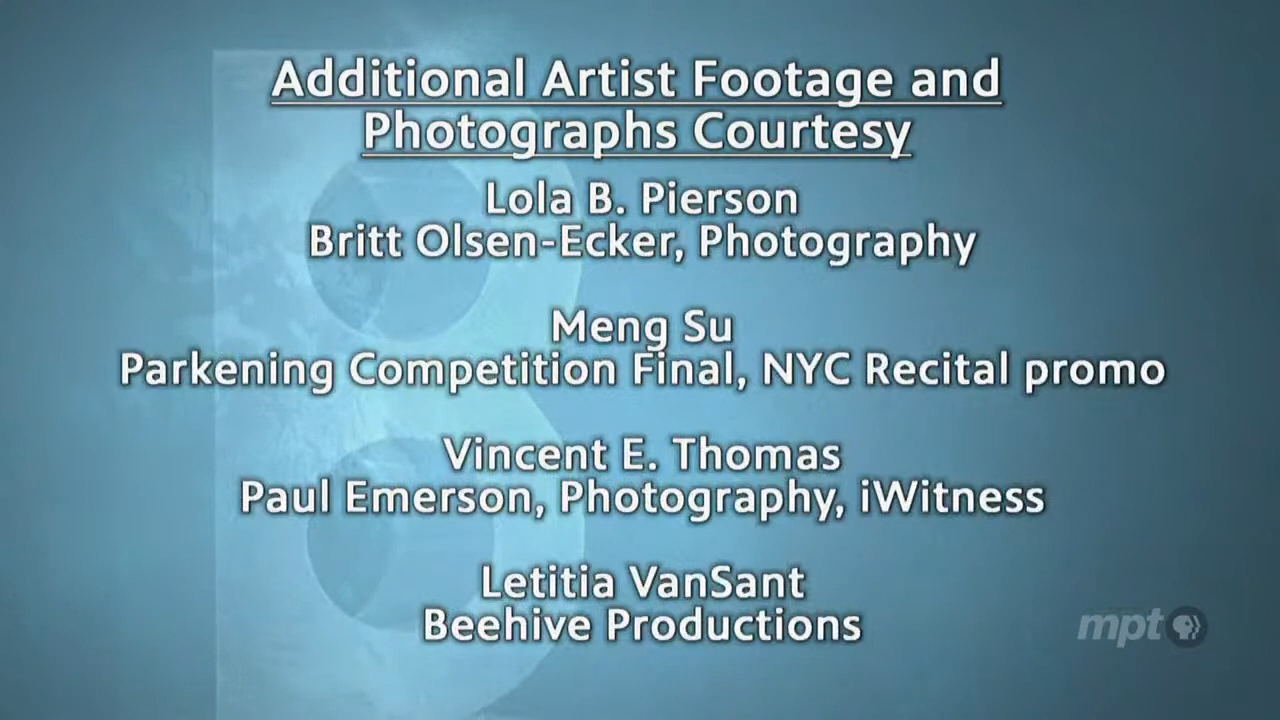 Additional Artist Footage and
Photographs Courtesy
Lola B. Pierson
Britt Olsen-Ecker, Photography
Meng Su
Parkening Competition Final, NYC Recital promo
Vincent E. Thomas
Paul Emerson, Photography, iWitness
Letitia VanSant
Beehive Productions
mpt